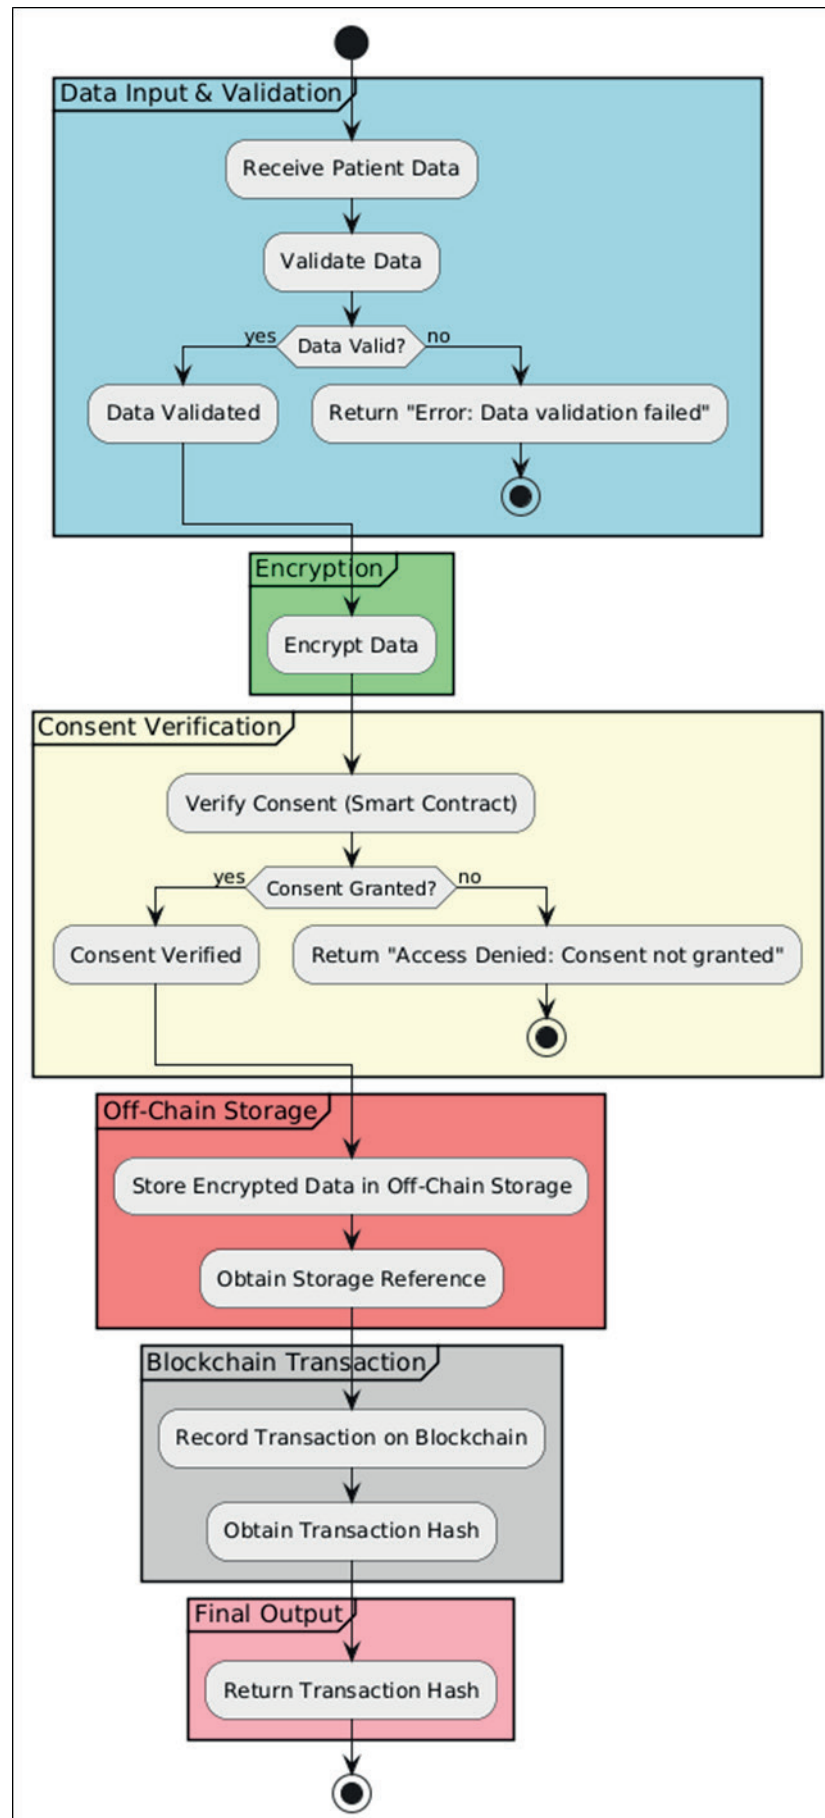 Data Input & Validation
Receive Patient Data
Validate Data
yes
Data Valid?
no
Data Validated
Return "Error: Data validation failed"
Encryption
Encrypt Data
Consent Verification
Verify Consent (Smart Contract)
yes
Consent Granted?
no
Consent Verified
Return "Access Denied: Consent not granted"
Off-Chain Storage
Store Encrypted Data in Off-Chain Storage
Obtain Storage Reference
Blockchain Transaction
Record Transaction on Blockchain
Obtain Transaction Hash
Final Output
Return Transaction Hash